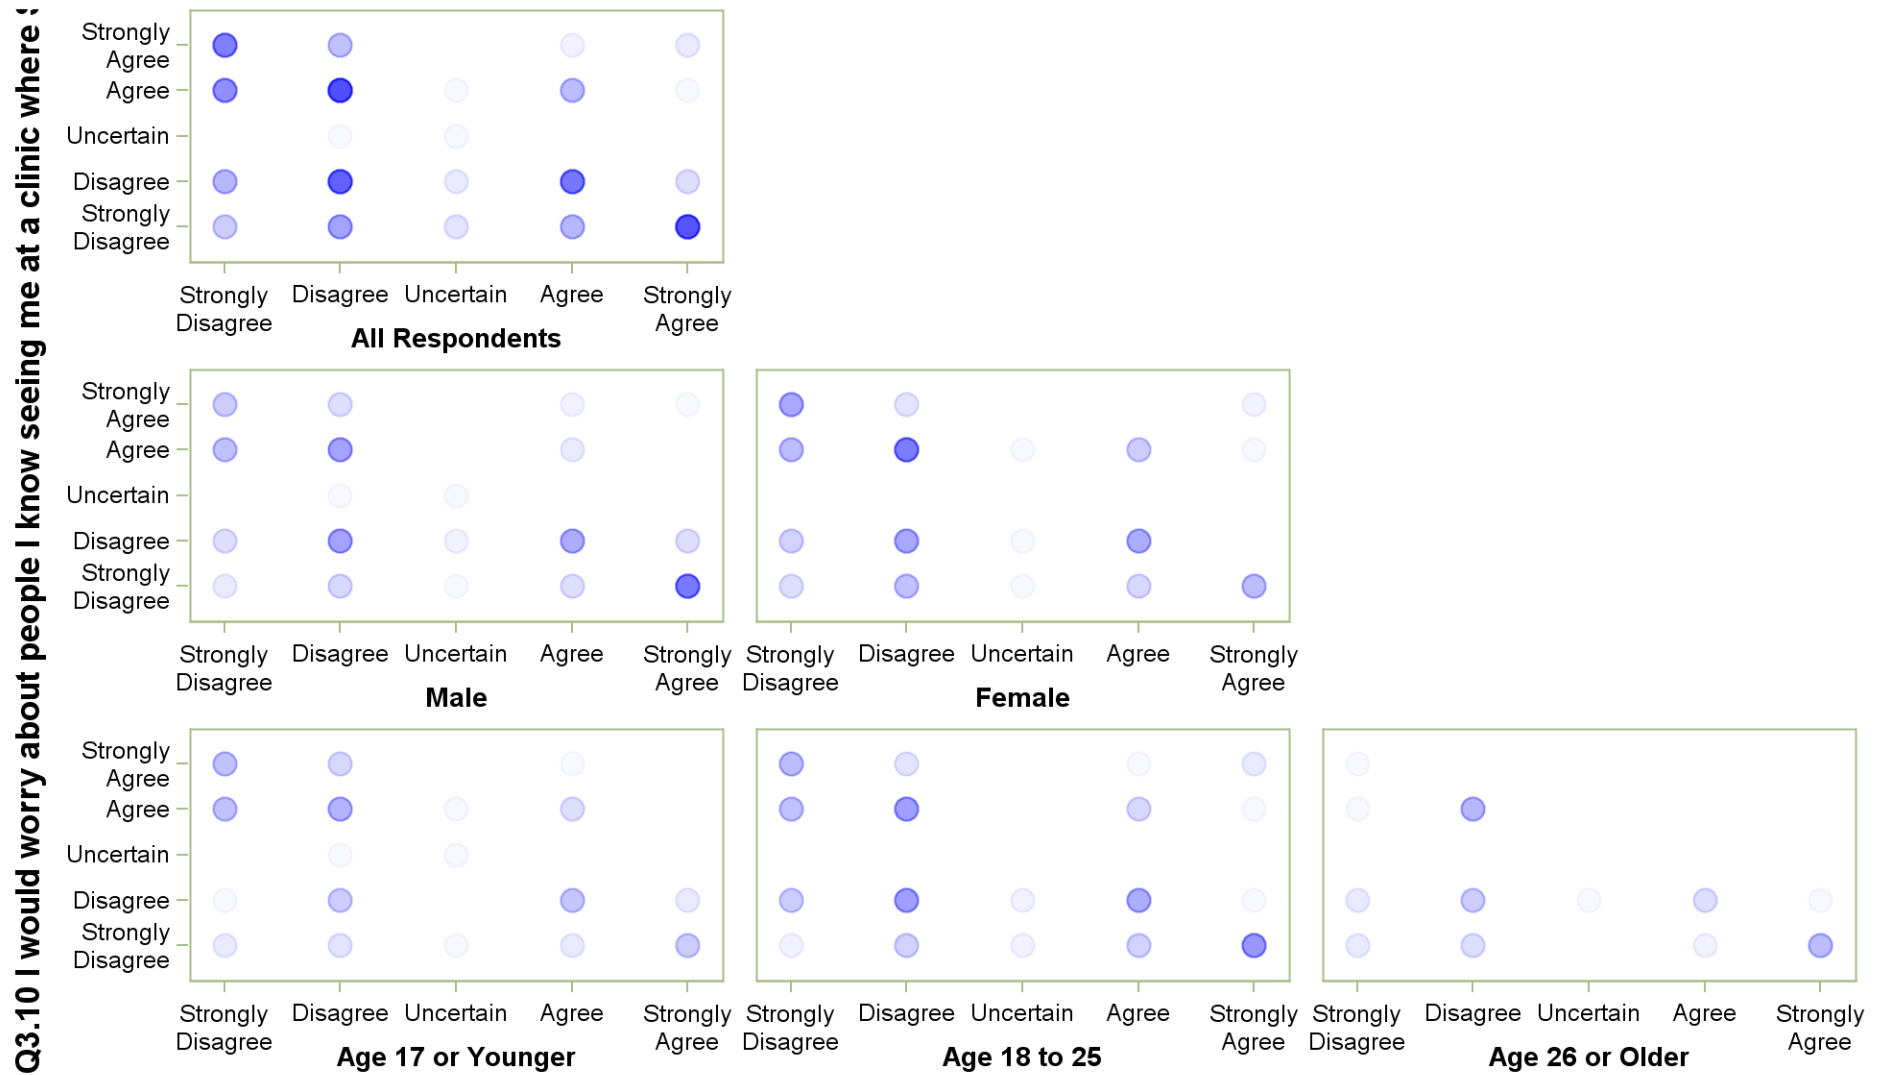 Q3.10 I would worry about people I know seeing me at a clinic where
Strongly
Agree
Agree
Uncertain
Disagree
Strongly
Disagree
Strongly Disagree Uncertain Agree Strongly
Disagree Agree
All Respondents
Strongly
Agree
Agree
Uncertain
Disagree
Strongly
Disagree
Strongly Disagree Uncertain Agree Strongly Strongly Disagree Uncertain Agree Strongly
Disagree Agree Disagree Agree
Male Female
Strongly
Agree
Agree
Uncertain
Disagree
Strongly
Disagree
Strongly Disagree Uncertain Agree Strongly Strongly Disagree Uncertain Agree Strongly Strongly Disagree Uncertain Agree Strongly
Disagree Agree Disagree Agree Disagree Agree
Age 17 or Younger Age 18 to 25 Age 26 or Older